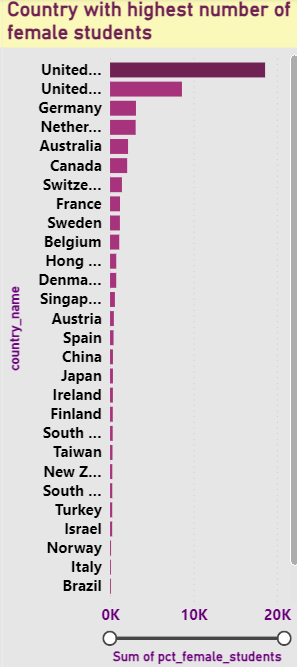 Country with highest number of
female students
country_name
United...
United...
Germany
Nether...
Australia
Canada
Switze...
France
Sweden
Belgium
Hong ...
Denma...
Singap...
Austria
Spain
China
Japan
Ireland
Finland
South ...
Taiwan
New Z...
South ...
Turkey
Israel
Norway
Italy
Brazil
0K 10K 20K
Sum of pct_female_students